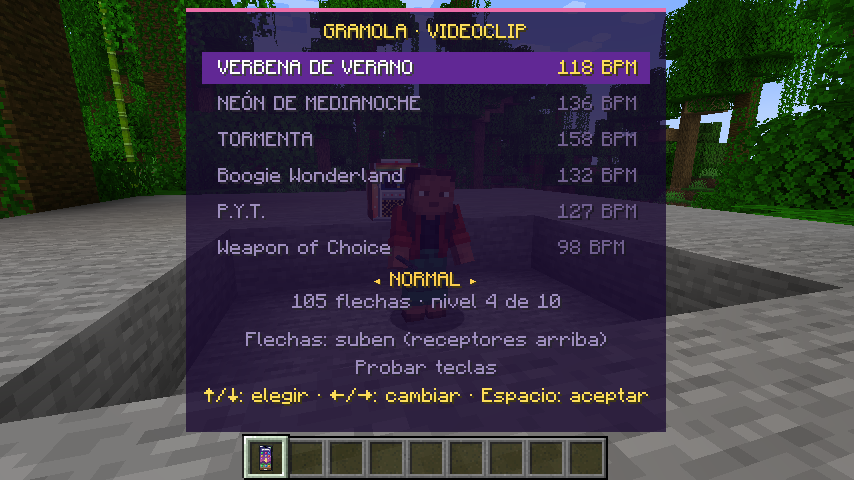 GRAMOLA · VIDEOCLIP
VERBENA DE VERANO 118 BPM
NEÓN DE MEDIANOCHE 136 BPM
TORMENTA 158 BPM
Boogie Wonderland 132 BPM
P.Y.T. 127 BPM
Weapon of Choice 98 BPM
◂ NORMAL ▸
105 flechas · nivel 4 de 10
Flechas: suben (receptores arriba)
Probar teclas
↑/↓: elegir · ←/→: cambiar · Espacio: aceptar